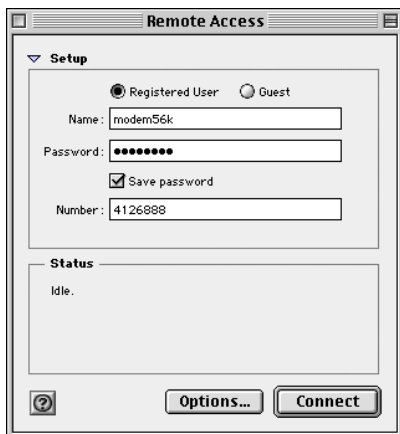 Remote Access
Setup
Registered User Guest
Name: modem56k
Password: ●●●●●●●●
Save password
Number: 4126888
Status
Idle.
? Options... Connect